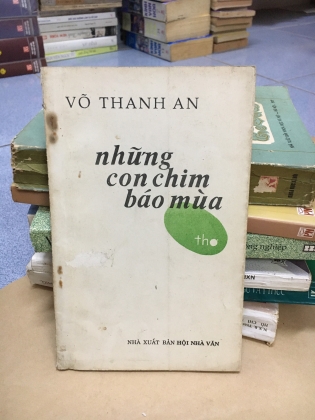 VÕ THANH AN
những
con chim
báo mùa
thơ
NHÀ XUẤT BẢN HỘI NHÀ VĂN